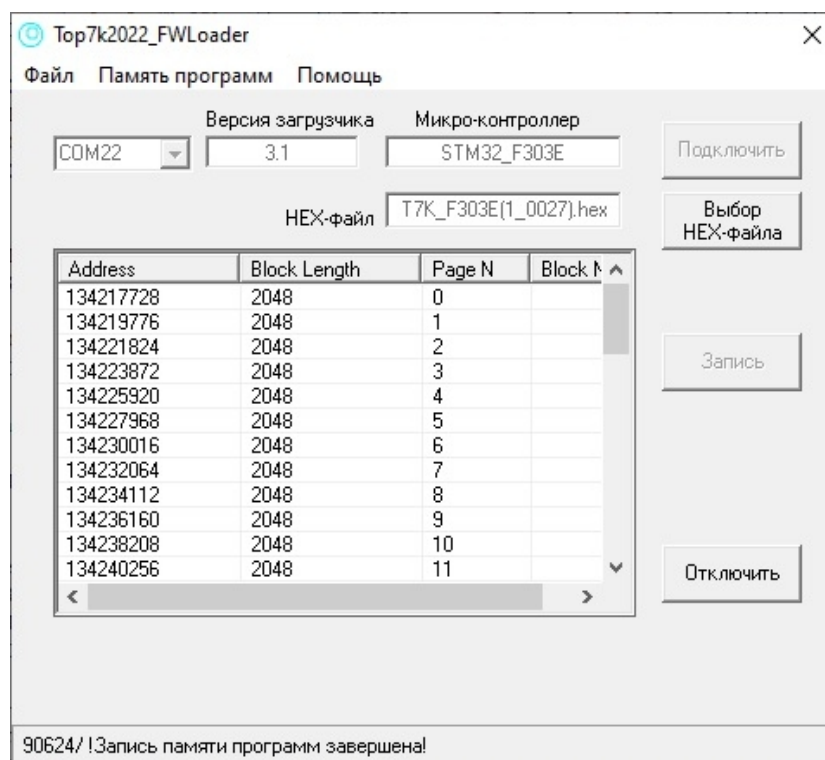 Top7k2022_FWLoader
Файл Память программ Помощь
Версия загрузчика Микро-контроллер
COM22 3.1 STM32_F303E Подключить
HEX-файл T7K_F303E(1_0027).hex Выбор
HEX-файла
Address Block Length Page N Block N
134217728 2048 0
134219776 2048 1
134221824 2048 2
134223872 2048 3
Запись
134225920 2048 4
134227968 2048 5
134230016 2048 6
134232064 2048 7
134234112 2048 8
134236160 2049 9
134238208 2048 10
134240256 2048 11
Отключить
90624/ !Запись памяти программ завершена!